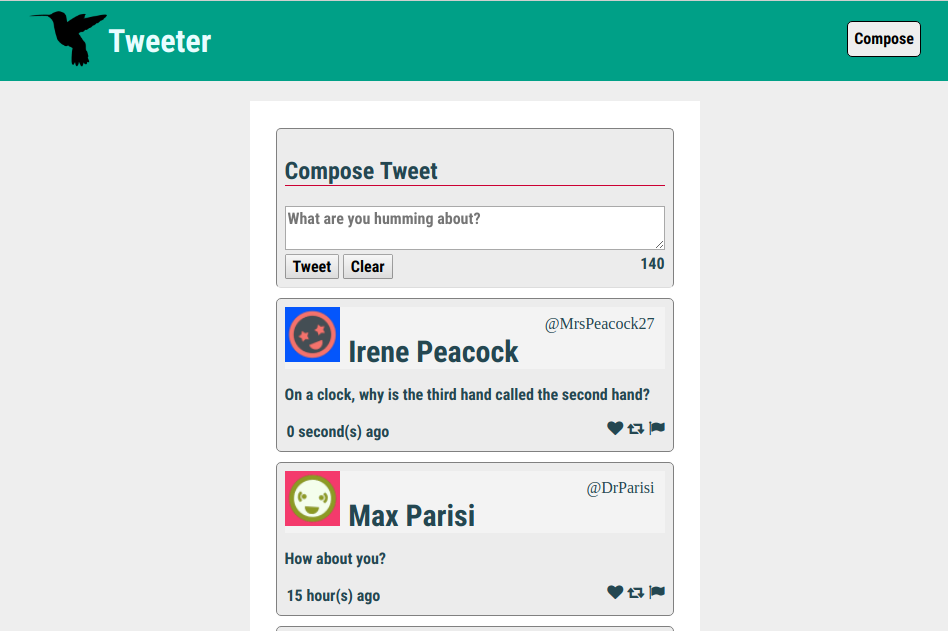 Tweeter
Compose
Compose Tweet
What are you humming about?
Tweet Clear 140
@MrsPeacock27
Irene Peacock
On a clock, why is the third hand called the second hand?
0 second(s) ago
@DrParisi
Max Parisi
How about you?
15 hour(s) ago